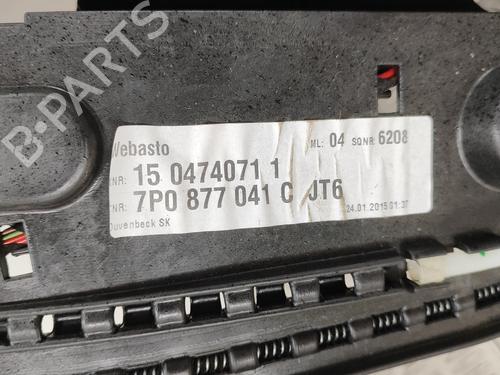 Webasto
ML: 04 SQNR: 6208
NR: 15 0474071 1
NR: 7P0 877 041 C JT6
Duvenbeck SK
24.01.2015 01:37
B-PARTS